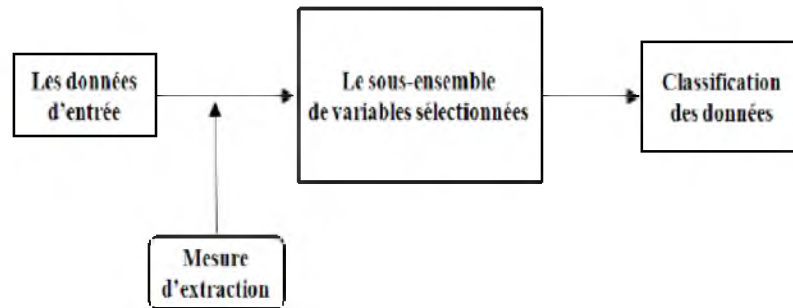 Les données
d'entrée
Le sous-ensemble
de variables sélectionnées
Classification
des données
Mesure
d'extraction